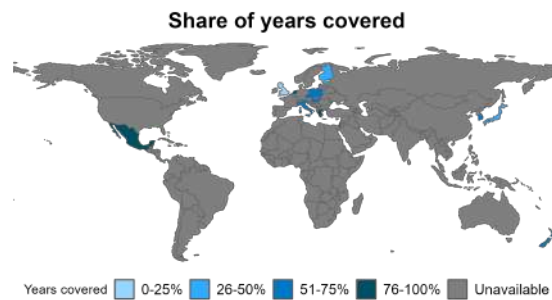 Share of years covered
Years covered 0-25% 26-50% 51-75% 76-100% Unavailable